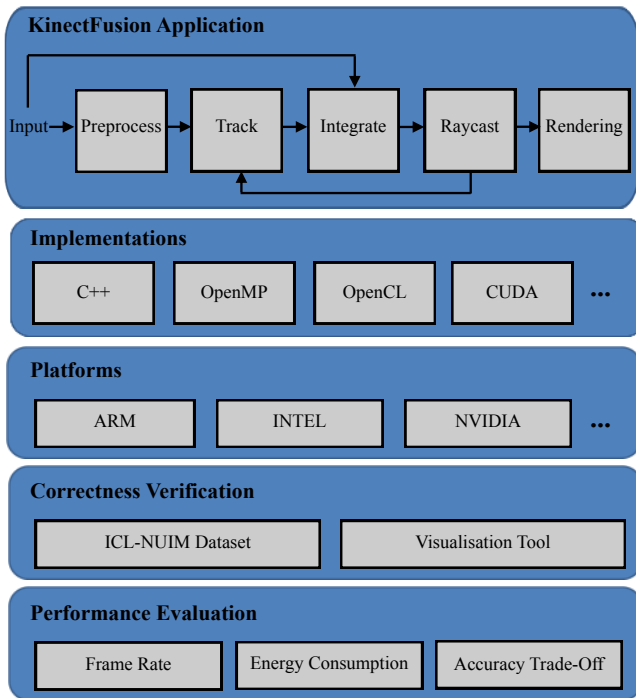 KinectFusion Application
Input
Preprocess
Track
Integrate
Raycast
Rendering
Implementations
C++
OpenMP
OpenCL
CUDA
...
Platforms
ARM
INTEL
NVIDIA
...
Correctness Verification
ICL-NUIM Dataset
Visualisation Tool
Performance Evaluation
Frame Rate
Energy Consumption
Accuracy Trade-Off